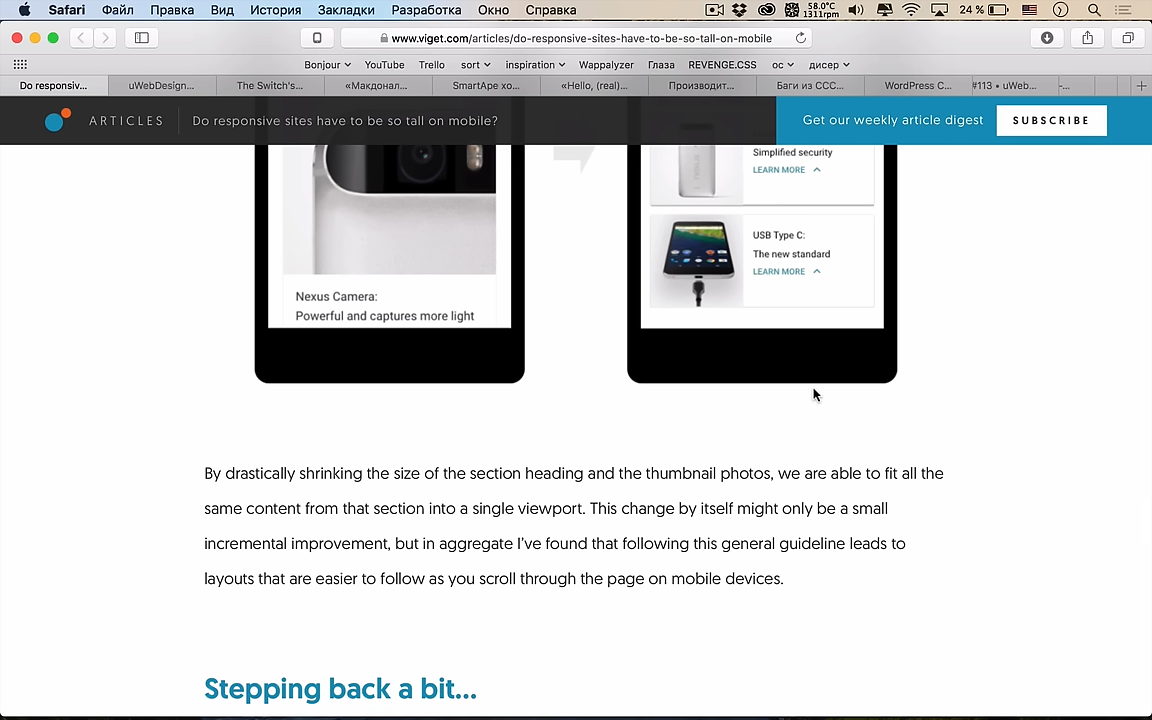 Safari Файл Правка Вид История Закладки Разработка Окно Справка 58.0°C 1311rpm 24 %
www.viget.com/articles/do-responsive-sites-have-to-be-so-tall-on-mobile
Bonjour YouTube Trello sort inspiration Wappalyzer Глаза REVENGE.CSS ос дисер
Do responsiv... uWebDesign... The Switch's... «Макдонал... SmartApe хо... «Hello, (real)... Производит... Баги из ССС... WordPress C... #113 • uWeb... -...
ARTICLES Do responsive sites have to be so tall on mobile? Get our weekly article digest SUBSCRIBE
Simplified security
LEARN MORE
USB Type C:
The new standard
LEARN MORE
Nexus Camera:
Powerful and captures more light
By drastically shrinking the size of the section heading and the thumbnail photos, we are able to fit all the
same content from that section into a single viewport. This change by itself might only be a small
incremental improvement, but in aggregate I've found that following this general guideline leads to
layouts that are easier to follow as you scroll through the page on mobile devices.
Stepping back a bit...